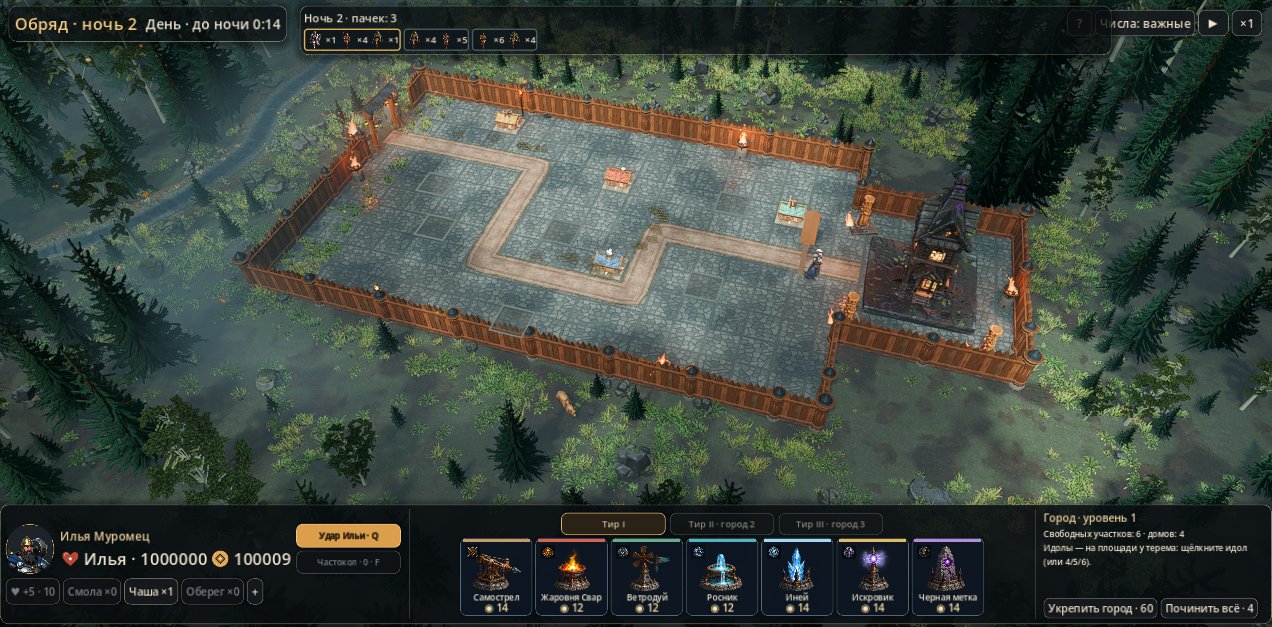 Обряд · ночь 2 День · до ночи 0:14
Ночь 2 · пачек: 3
×1 ×4 ×1 ×4 ×5 ×6 ×4
?
Числа: важные ▶ ×1
Илья Муромец
Илья · 1000000 100009
Удар Ильи · Q
Частокол · 0 · F
♥ +5 · 10 Смола ×0 Чаша ×1 Оберег ×0 +
Тир I Тир II · город 2 Тир III · город 3
Самострел Жаровня Свар Ветродуй Росник Иней Искровик Черная метка
14 12 12 12 14 14 14
Город · уровень 1
Свободных участков: 6 · домов: 4
Идолы — на площади у терема: щёлкните идол
(или 4/5/6).
Укрепить город · 60 Починить всё · 4